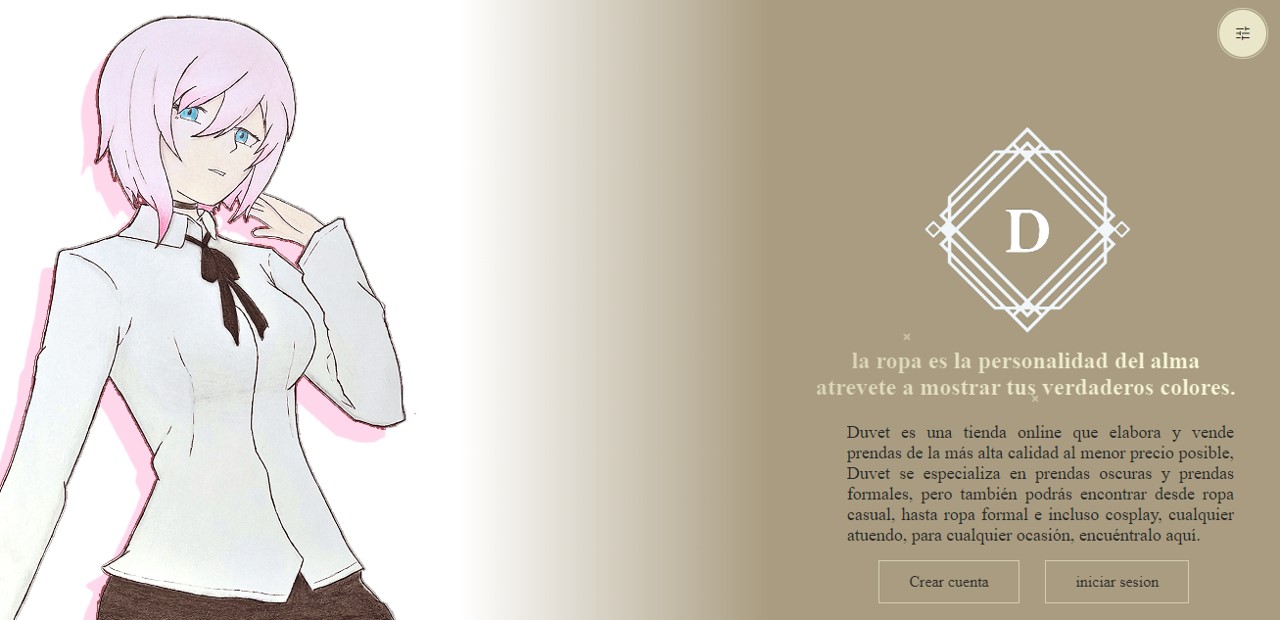 D
la ropa es la personalidad del alma
atrevete a mostrar tus verdaderos colores.
Duvet es una tienda online que elabora y vende
prendas de la más alta calidad al menor precio posible,
Duvet se especializa en prendas oscuras y prendas
formales, pero también podrás encontrar desde ropa
casual, hasta ropa formal e incluso cosplay, cualquier
atuendo, para cualquier ocasión, encuéntralo aquí.
Crear cuenta
iniciar sesion